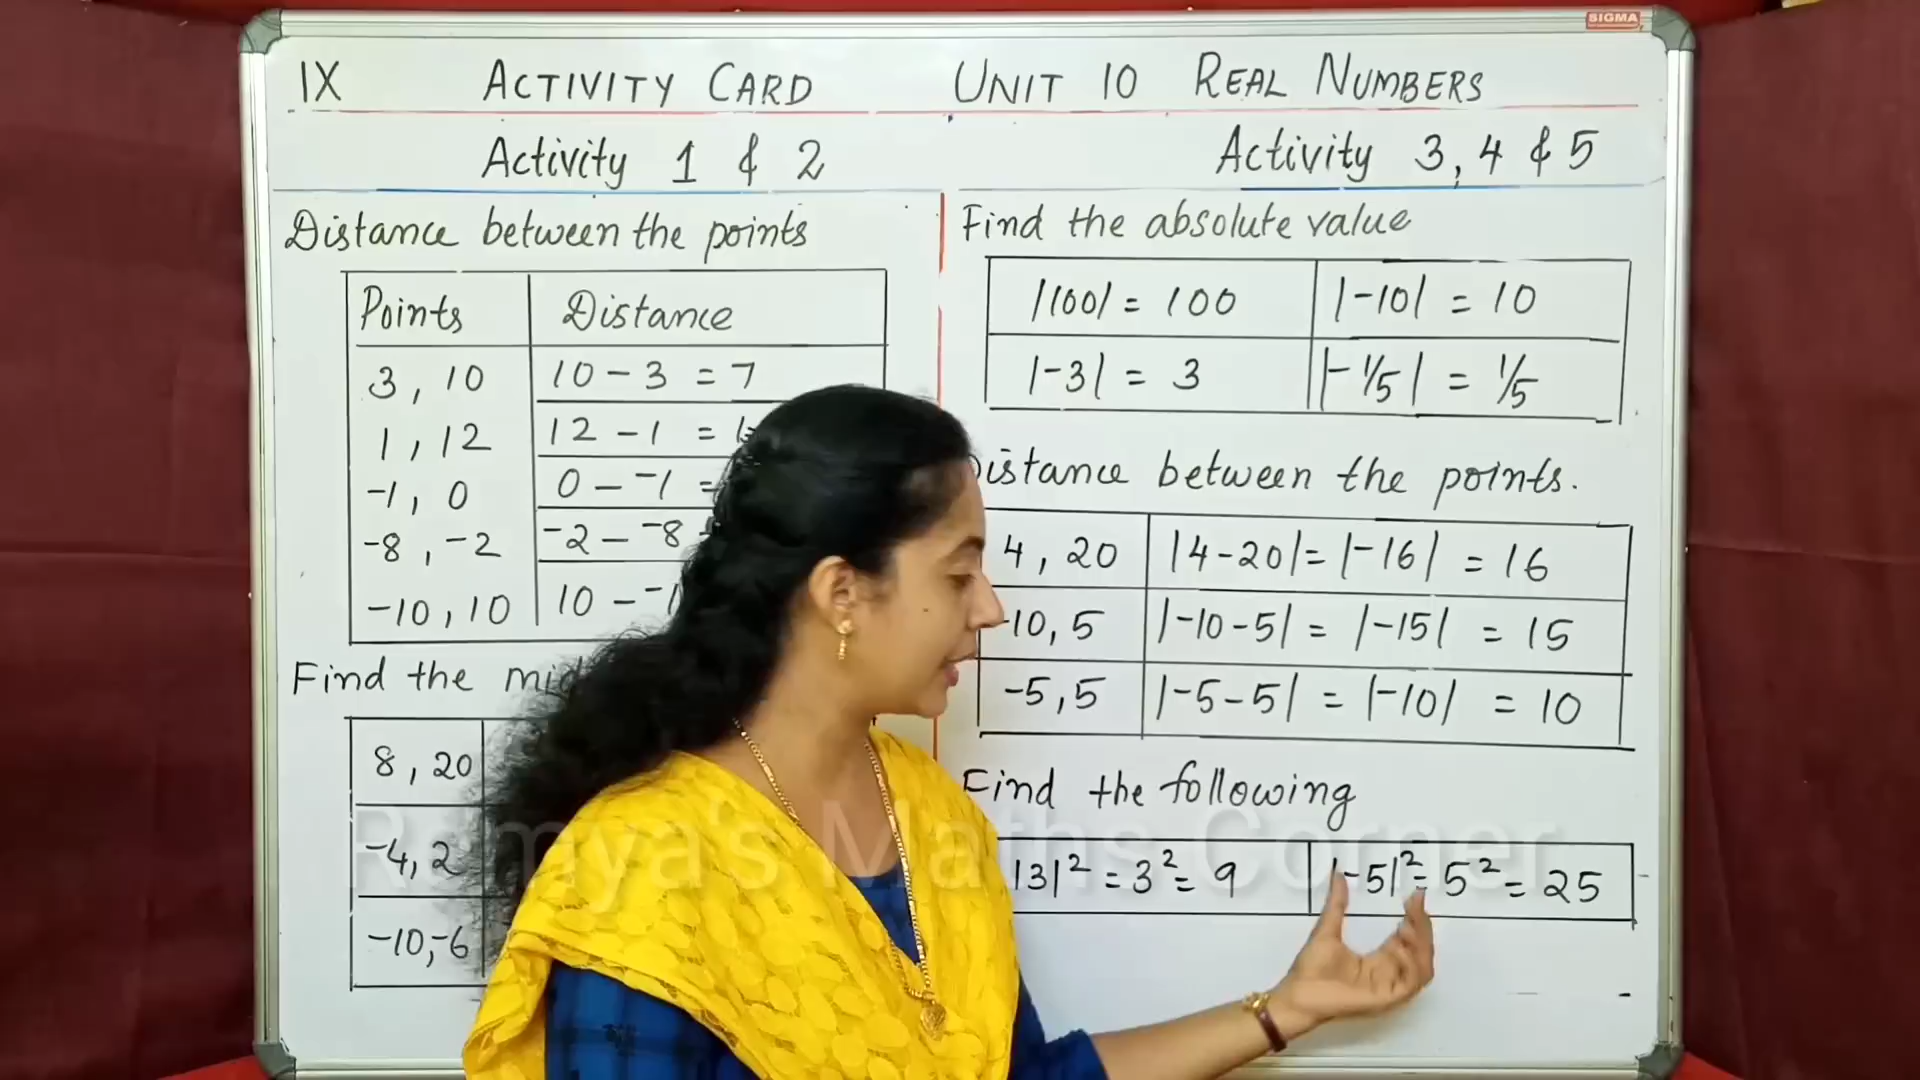 SIGMA
IX ACTIVITY CARD UNIT 10 REAL NUMBERS
Activity 1 & 2
Distance between the points
Points Distance
3, 10 10 - 3 = 7
1, 12 12 - 1 =
-1, 0 0 - -1 =
-8, -2 -2 - -8
-10, 10 10 - -1
Find the
8, 20
-4, 2
-10, -6
Activity 3, 4 & 5
Find the absolute value
|100| = 100 |-10| = 10
|-3| = 3 |-1/5| = 1/5
istance between the points.
4, 20 |4-20| = |-16| = 16
-10, 5 |-10-5| = |-15| = 15
-5, 5 |-5-5| = |-10| = 10
Find the following
|3|² = 3² = 9 |-5|² = 5² = 25
Remya's Maths Corner